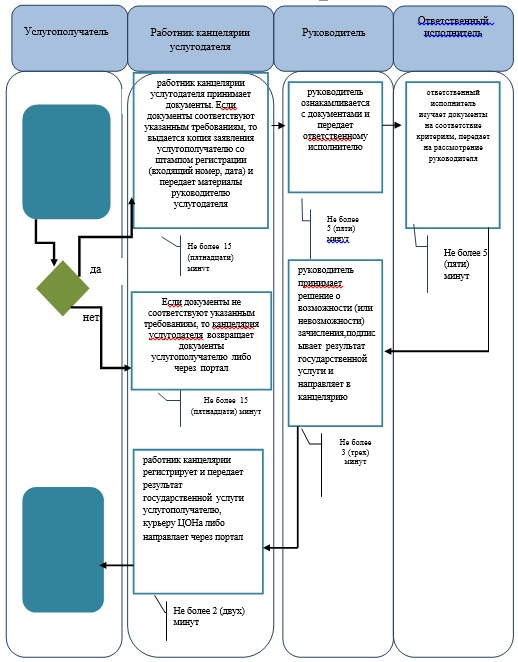 Услугополучатель
Работник канцелярии
услугодателя
Руководитель
Ответственный
исполнитель
работник канцелярии
услугодателя принимает
документы. Если
документы соответствуют
указанным требованиям, то
выдается копия заявления
услугополучателю со
штампом регистрации
(входящий номер, дата) и
передает материалы
руководителю
услугодателя
Не более 15
(пятнадцати)
минут
руководитель
ознакамливается
с документами и
передает
ответственному
исполнителю
Не более
5 (пяти)
минут
ответственный
исполнитель
изучает документы
на соответствие
критериям, передает
на рассмотрение
руководителя
Не более 5
(пяти)
минут
да
нет
Если документы не
соответствуют указанным
требованиям, то канцелярия
услугодателя возвращает
документы
услугополучателю либо
через портал
Не более 15
(пятнадцати) минут
руководитель
принимает
решение о
возможности (или
невозможности)
зачисления,подпис
ывает результат
государственной
услуги и
направляет в
канцелярию
Не более
3 (трех)
минут
работник канцелярии
регистрирует и передает
результат
государственной услуги
услугополучателю,
курьеру ЦОНа либо
направляет через портал
Не более 2 (двух)
минут